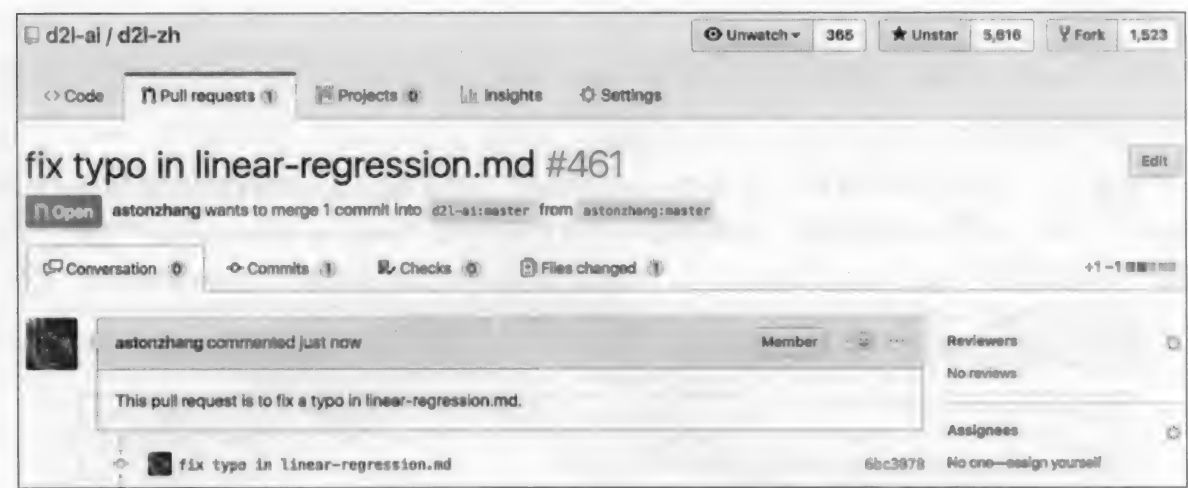 d2l-ai / d2l-zh
Unwatch 365 Unstar 5,616 Fork 1,523
<> Code Pull requests 1 Projects 0 Insights Settings
fix typo in linear-regression.md #461
Edit
Open astonzhang wants to merge 1 commit into d2l-ai:master from astonzhang:master
Conversation 0 Commits 1 Checks 0 Files changed 1 +1 −1
astonzhang commented just now Member ...
Reviewers
No reviews
This pull request is to fix a typo in linear-regression.md.
Assignees
fix typo in linear-regression.md 6bc3978 No one—assign yourself